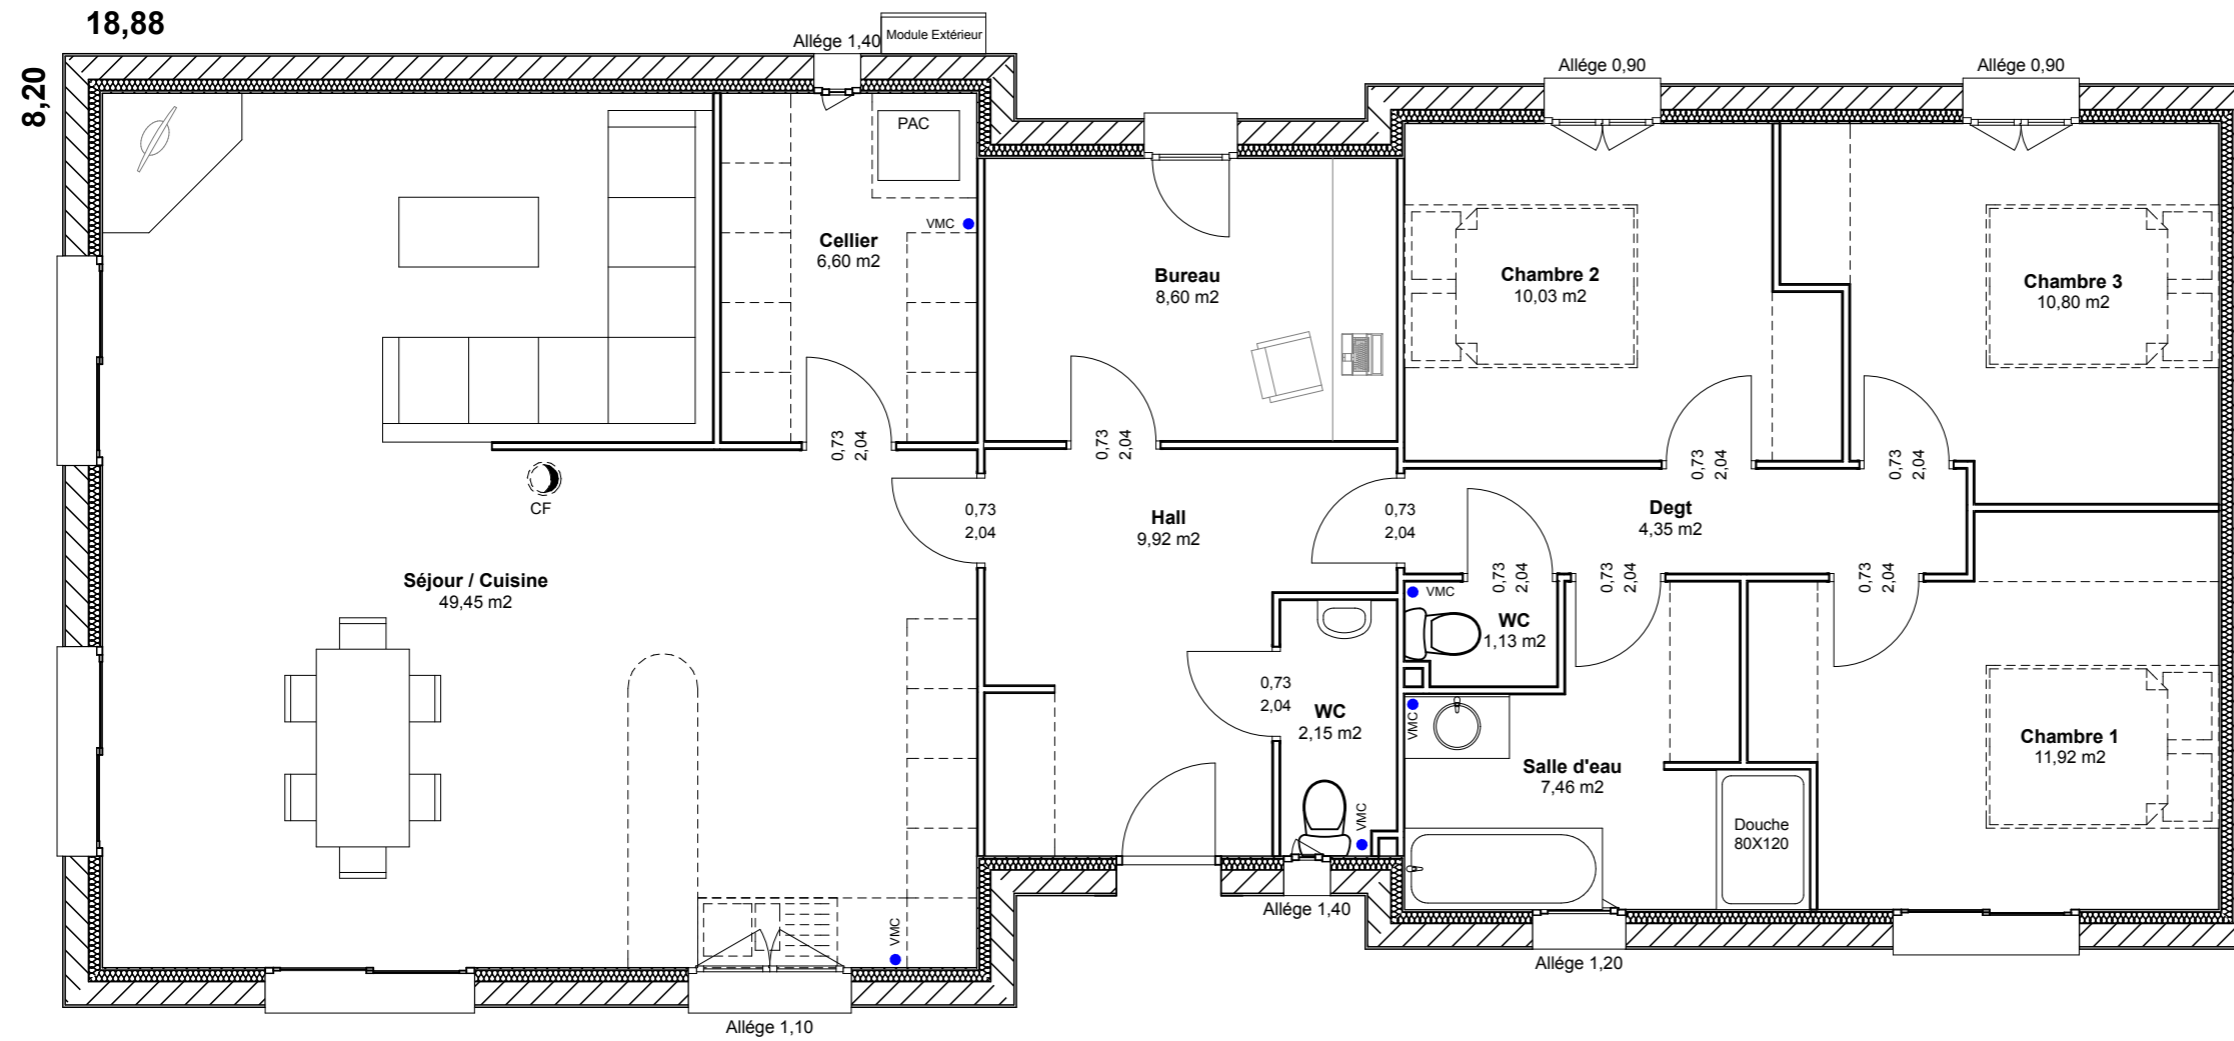 18,88
8,20
Allége 1,40
Module Extérieur
Allége 0,90
Allége 0,90
PAC
VMC
Cellier
6,60 m2
Bureau
8,60 m2
Chambre 2
10,03 m2
Chambre 3
10,80 m2
0,73
2,04
0,73
2,04
0,73
2,04
0,73
2,04
CF
0,73
2,04
Hall
9,92 m2
0,73
2,04
Degt
4,35 m2
Séjour / Cuisine
49,45 m2
VMC
0,73
2,04
0,73
2,04
0,73
2,04
WC
1,13 m2
0,73
2,04
WC
2,15 m2
VMC
Salle d'eau
7,46 m2
Chambre 1
11,92 m2
VMC
Douche
80X120
VMC
Allége 1,40
Allége 1,20
Allége 1,10